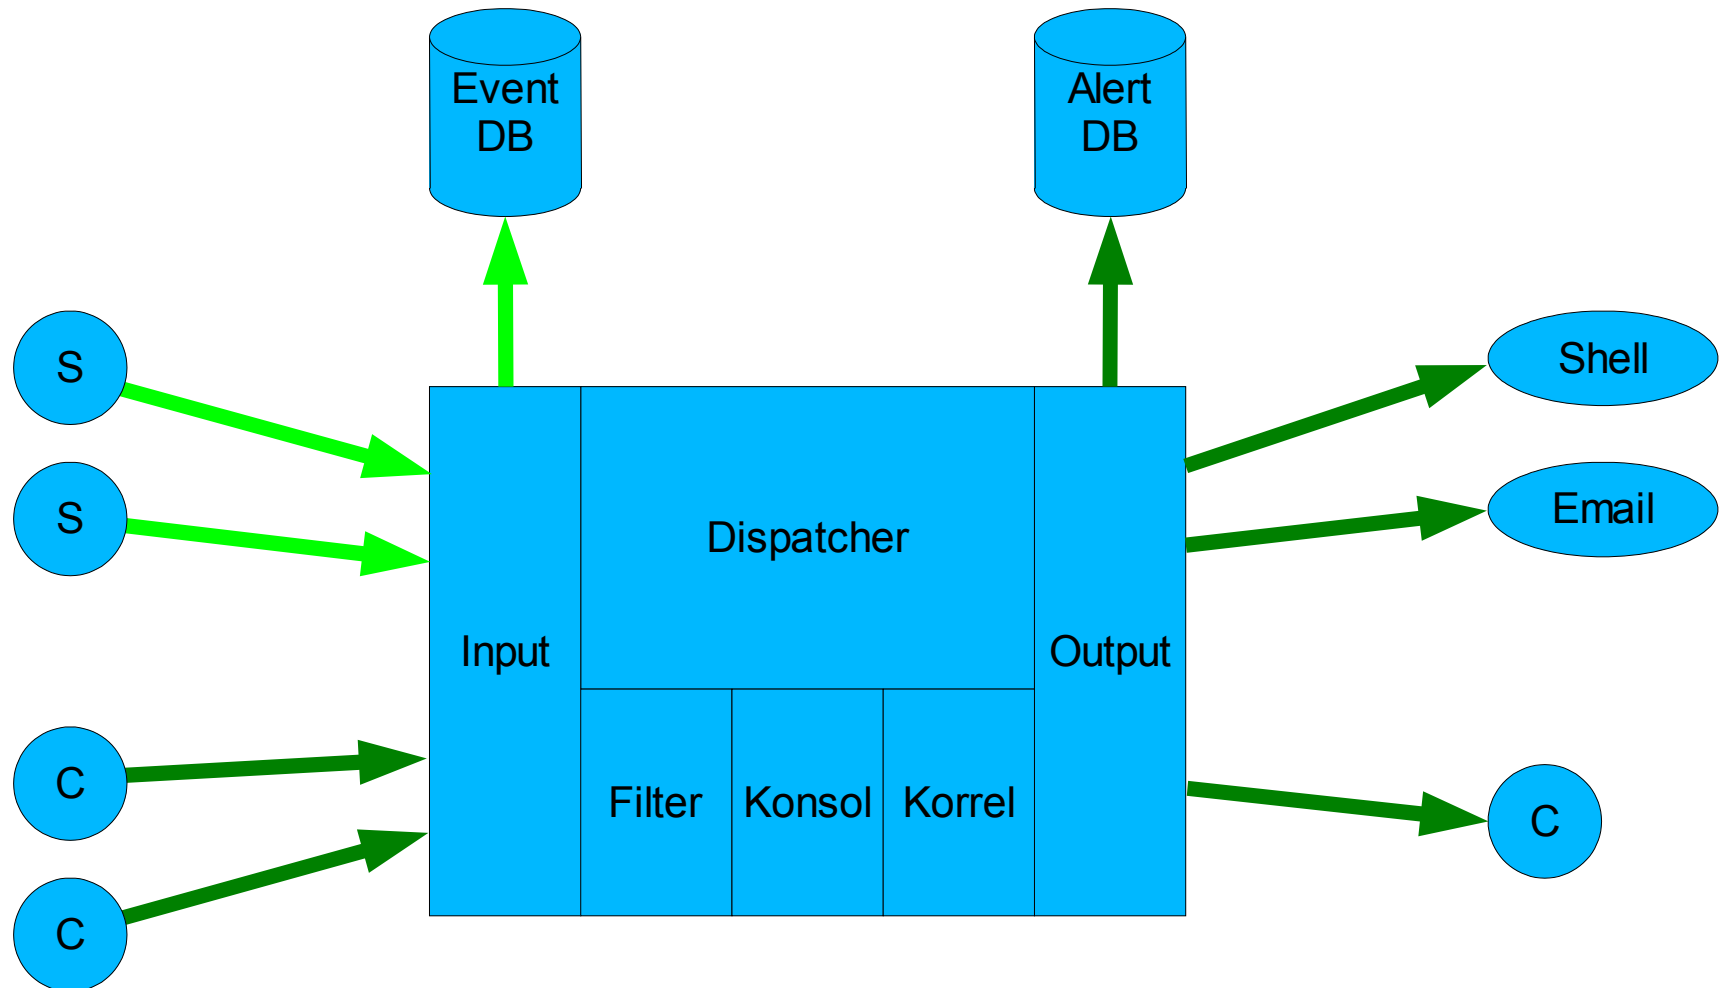 Event
DB
Alert
DB
S
Shell
S
Email
Dispatcher
Input
Output
C
Filter
Konsol
Korrel
C
C